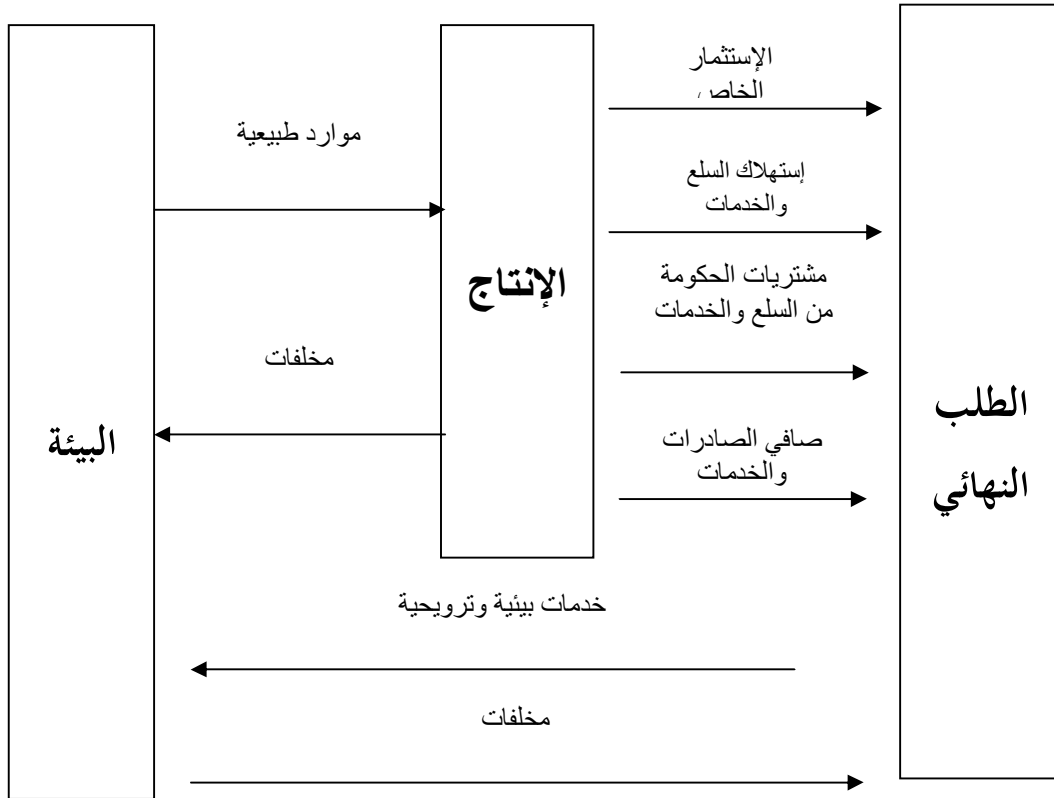 الإستثمار
الخاص
موارد طبيعية
إستهلاك السلع
والخدمات
الإنتاج
مشتريات الحكومة
من السلع والخدمات
مخلفات
الطلب
النهائي
البيئة
صافي الصادرات
والخدمات
خدمات بيئية وترويحية
مخلفات